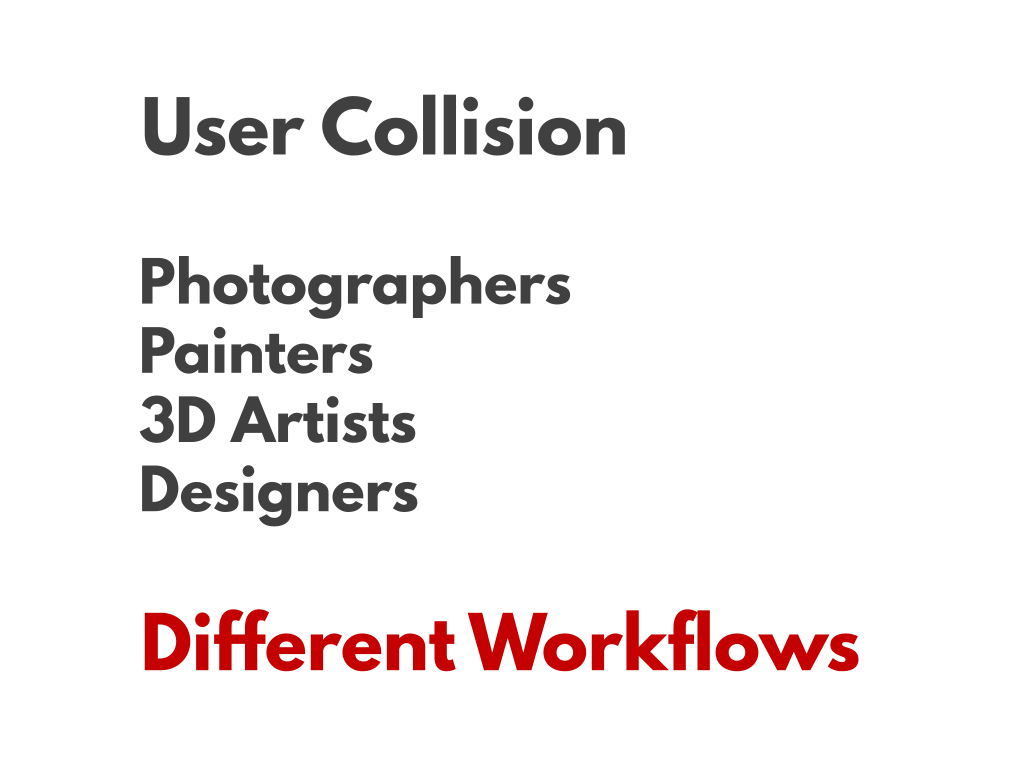 User Collision
Photographers
Painters
3D Artists
Designers
Different Workflows